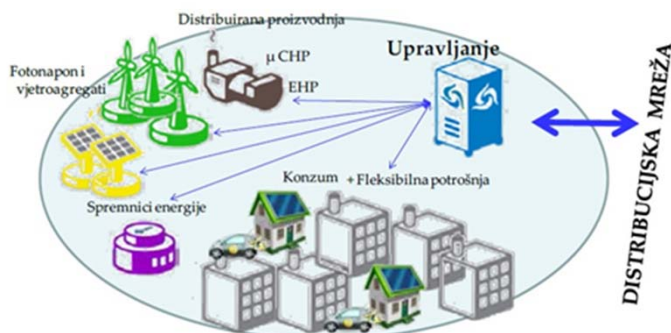 Distribuirana proizvodnja
μ CHP
EHP
Upravljanje
Fotonapon i
vjetroagregati
Konzum +Fleksibilna potrošnja
Spremnici energije
DISTRIBUCIJSKA MREŽA